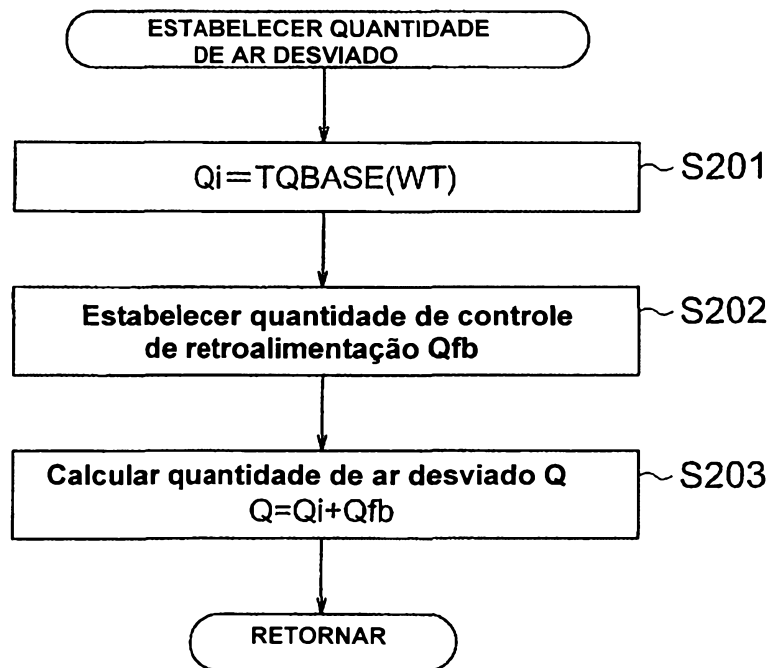 ESTABELECER QUANTIDADE
DE AR DESVIADO
Qi=TQBASE(WT)
S201
Estabelecer quantidade de controle
de retroalimentação Qfb
S202
Calcular quantidade de ar desviado Q
Q=Qi+Qfb
S203
RETORNAR